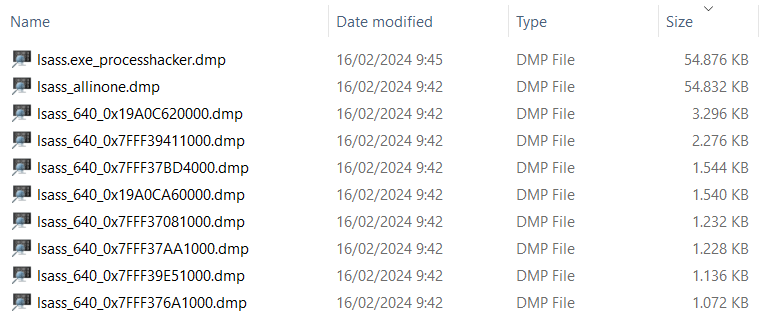 Name Date modified Type Size
lsass.exe_processhacker.dmp 16/02/2024 9:45 DMP File 54.876 KB
lsass_allinone.dmp 16/02/2024 9:42 DMP File 54.832 KB
lsass_640_0x19A0C620000.dmp 16/02/2024 9:42 DMP File 3.296 KB
lsass_640_0x7FFF39411000.dmp 16/02/2024 9:42 DMP File 2.276 KB
lsass_640_0x7FFF37BD4000.dmp 16/02/2024 9:42 DMP File 1.544 KB
lsass_640_0x19A0CA60000.dmp 16/02/2024 9:42 DMP File 1.540 KB
lsass_640_0x7FFF37081000.dmp 16/02/2024 9:42 DMP File 1.232 KB
lsass_640_0x7FFF37AA1000.dmp 16/02/2024 9:42 DMP File 1.228 KB
lsass_640_0x7FFF39E51000.dmp 16/02/2024 9:42 DMP File 1.136 KB
lsass_640_0x7FFF376A1000.dmp 16/02/2024 9:42 DMP File 1.072 KB